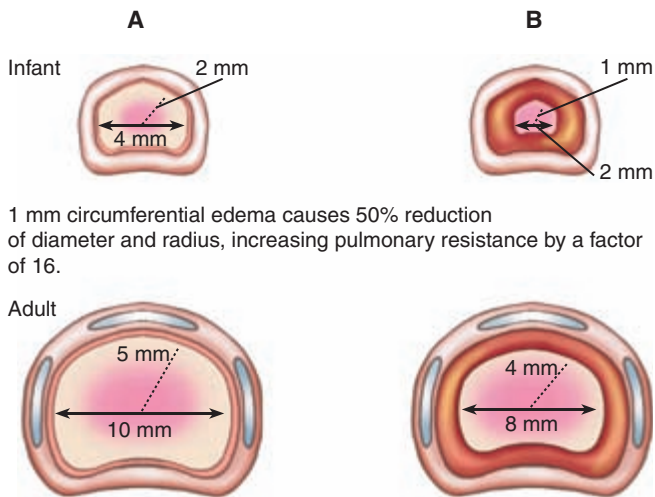 A B
Infant 2 mm 1 mm
4 mm
2 mm
1 mm circumferential edema causes 50% reduction
of diameter and radius, increasing pulmonary resistance by a factor
of 16.
Adult
5 mm 4 mm
10 mm 8 mm